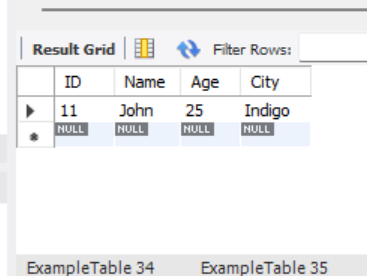 Result Grid Filter Rows:
ID Name Age City
11 John 25 Indigo
NULL NULL NULL NULL
ExampleTable 34 ExampleTable 35